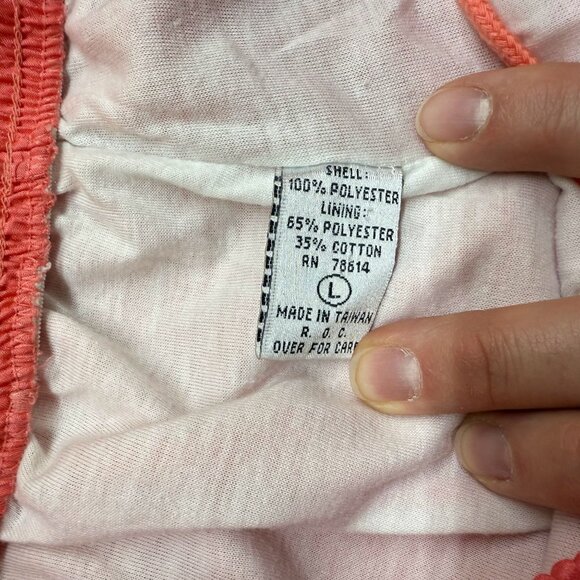 SHELL:
100% POLYESTER
LINING:
65% POLYESTER
35% COTTON
RN 78614
L
MADE IN TAIWAN
R. O. C.
OVER FOR CARE